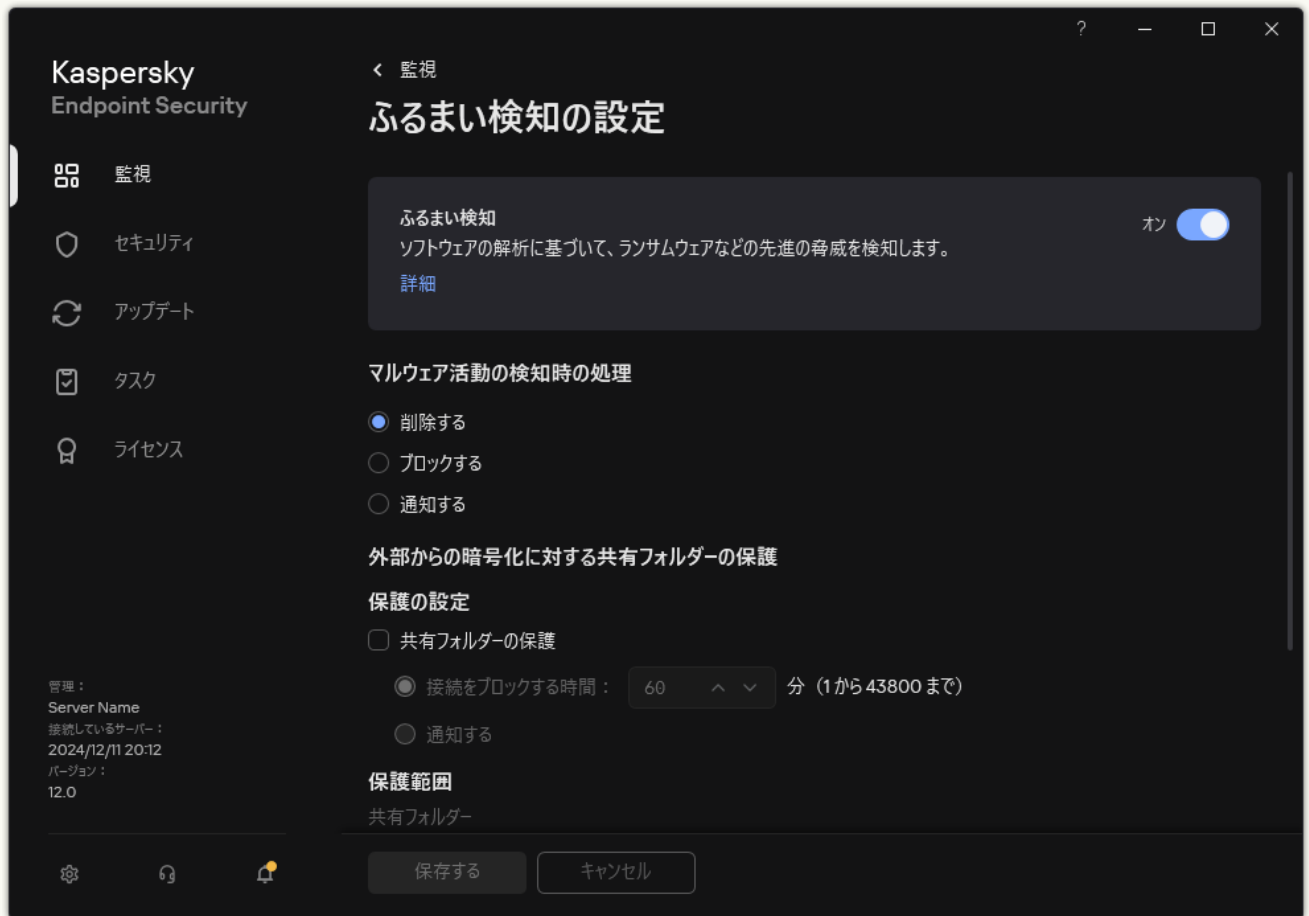 ?
Kaspersky
Endpoint Security
監視
セキュリティ
アップデート
タスク
ライセンス
管理：
Server Name
接続しているサーバー：
2024/12/11 20:12
バージョン：
12.0
監視
ふるまい検知の設定
ふるまい検知
ソフトウェアの解析に基づいて、ランサムウェアなどの先進の脅威を検知します。
詳細
オン
マルウェア活動の検知時の処理
削除する
ブロックする
通知する
外部からの暗号化に対する共有フォルダーの保護
保護の設定
共有フォルダーの保護
接続をブロックする時間： 60 分（1 から 43800 まで）
通知する
保護範囲
共有フォルダー
保存する キャンセル